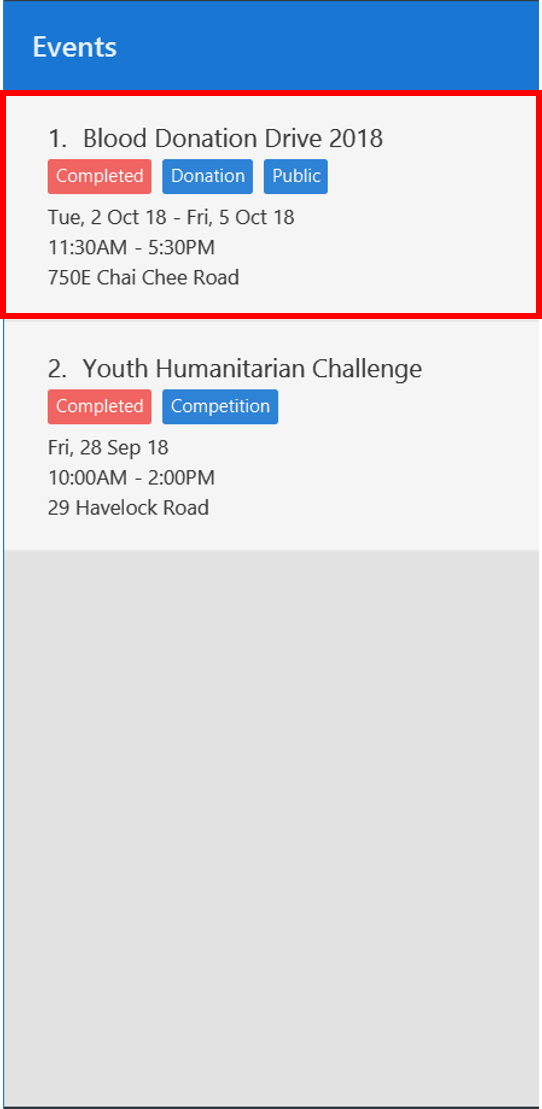 Events
1. Blood Donation Drive 2018
Completed Donation Public
Tue, 2 Oct 18 - Fri, 5 Oct 18
11:30AM - 5:30PM
750E Chai Chee Road
2. Youth Humanitarian Challenge
Completed Competition
Fri, 28 Sep 18
10:00AM - 2:00PM
29 Havelock Road